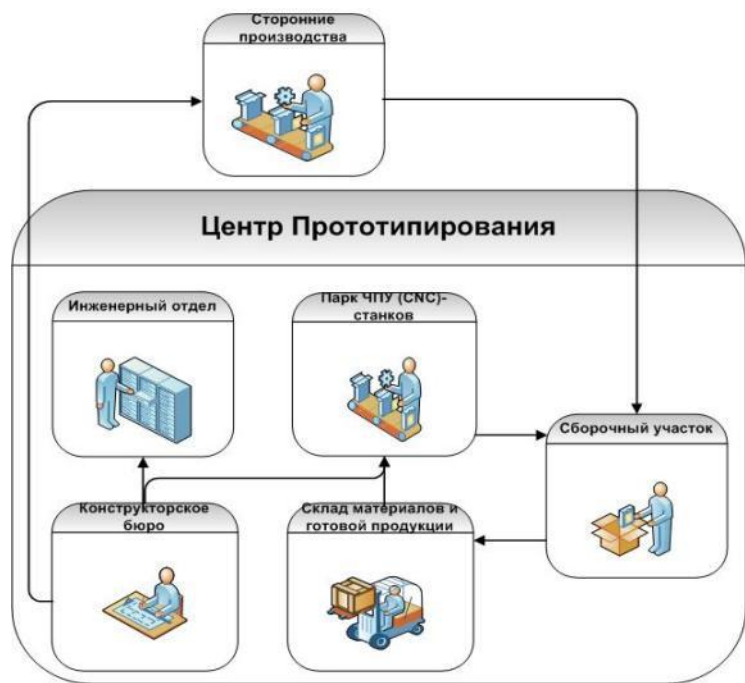 Сторонние
производства
Центр Прототипирования
Инженерный отдел
Парк ЧПУ (CNC)-
станков
Сборочный участок
Конструкторское
бюро
Склад материалов и
готовой продукции